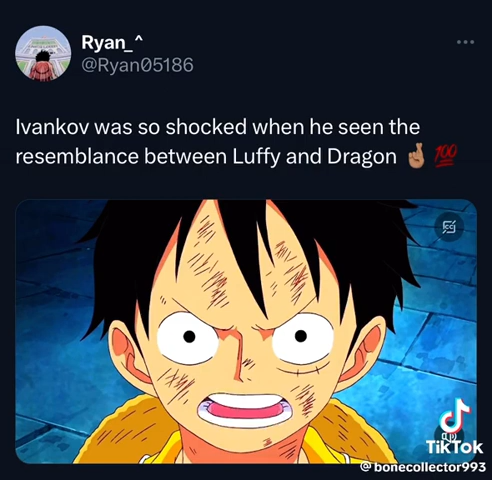 Ryan_^
@Ryan05186
Ivankov was so shocked when he seen the
resemblance between Luffy and Dragon 🤞🏽 💯
TikTok
@bonecollector993